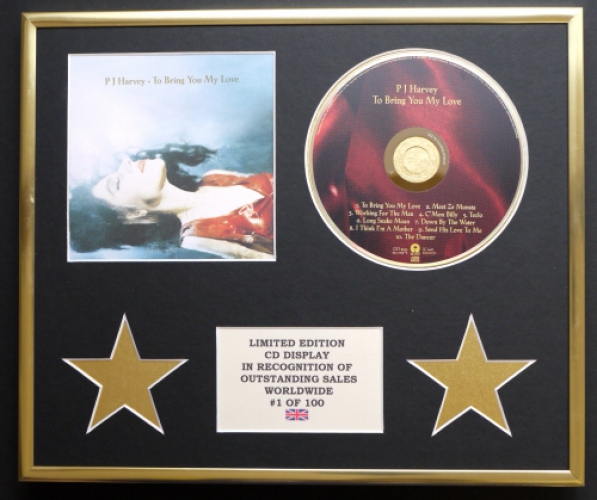 P J Harvey - To Bring You My Love
P J Harvey
To Bring You My Love
1. To Bring You My Love 2. Meet Ze Monsta
3. Working For The Man 4. C'Mon Billy 5. Teclo
6. Long Snake Moan 7. Down By The Water
8. I Think I'm A Mother 9. Send His Love To Me
10. The Dancer
LIMITED EDITION
CD DISPLAY
IN RECOGNITION OF
OUTSTANDING SALES
WORLDWIDE
#1 OF 100